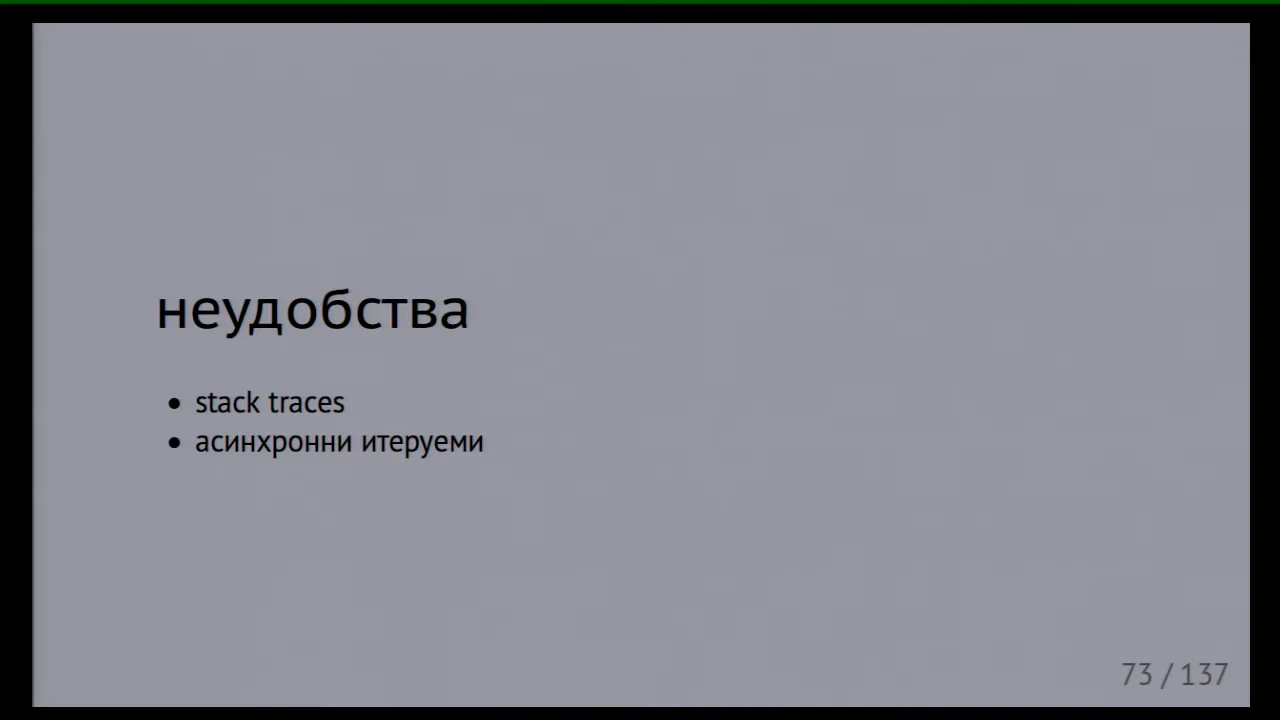 неудобства
• stack traces
• асинхронни итеруеми
73 / 137